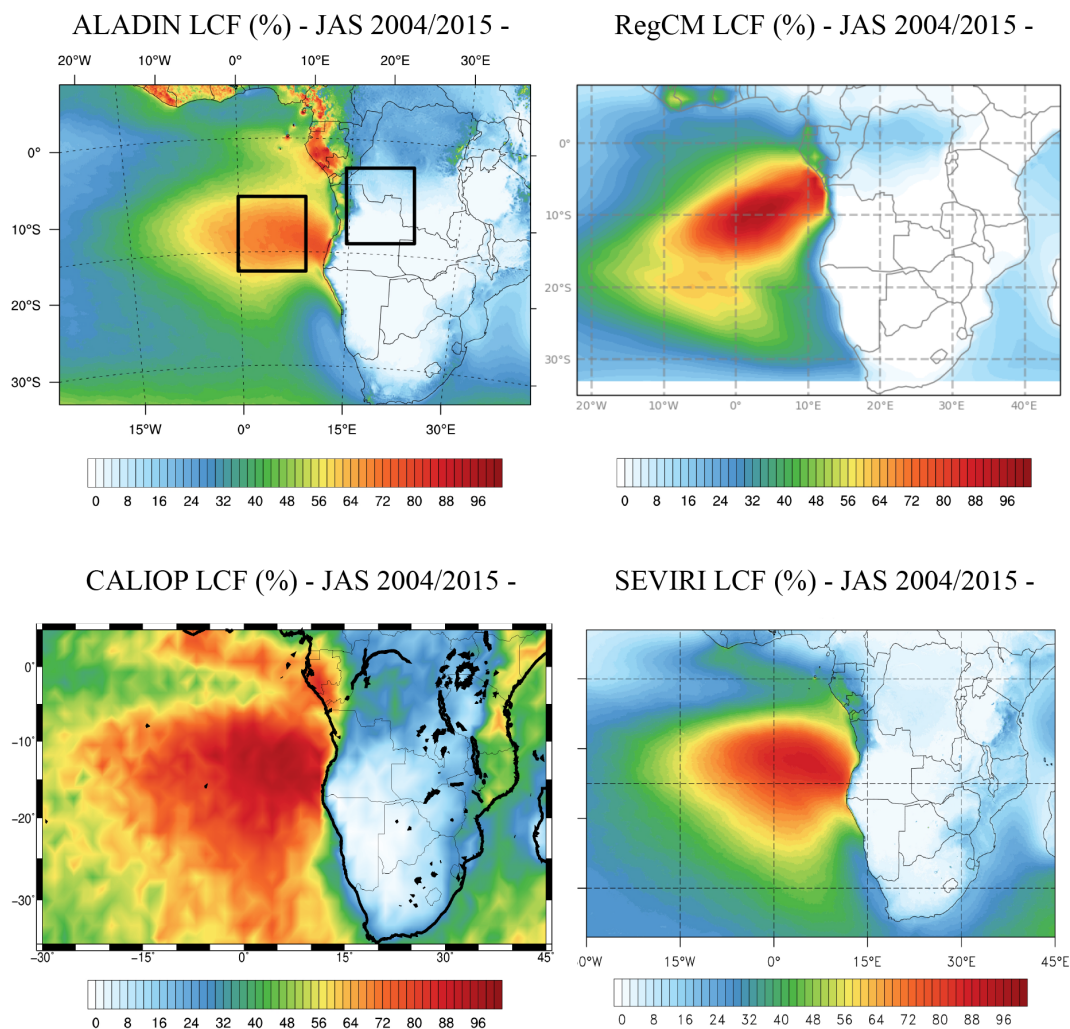 ALADIN LCF (%) - JAS 2004/2015 -
20°W 10°W 0° 10°E 20°E 30°E
0°
10°S
20°S
30°S
15°W 0° 15°E 30°E
0 8 16 24 32 40 48 56 64 72 80 88 96
RegCM LCF (%) - JAS 2004/2015 -
0°
10°S
20°S
30°S
20°W 10°W 0° 10°E 20°E 30°E 40°E
0 8 16 24 32 40 48 56 64 72 80 88 96
CALIOP LCF (%) - JAS 2004/2015 -
0°
-10°
-20°
-30°
-30° -15° 0° 15° 30° 45°
0 8 16 24 32 40 48 56 64 72 80 88 96
SEVIRI LCF (%) - JAS 2004/2015 -
0°W 15°W 0° 15°E 30°E 45°E
0 8 16 24 32 40 48 56 64 72 80 88 96